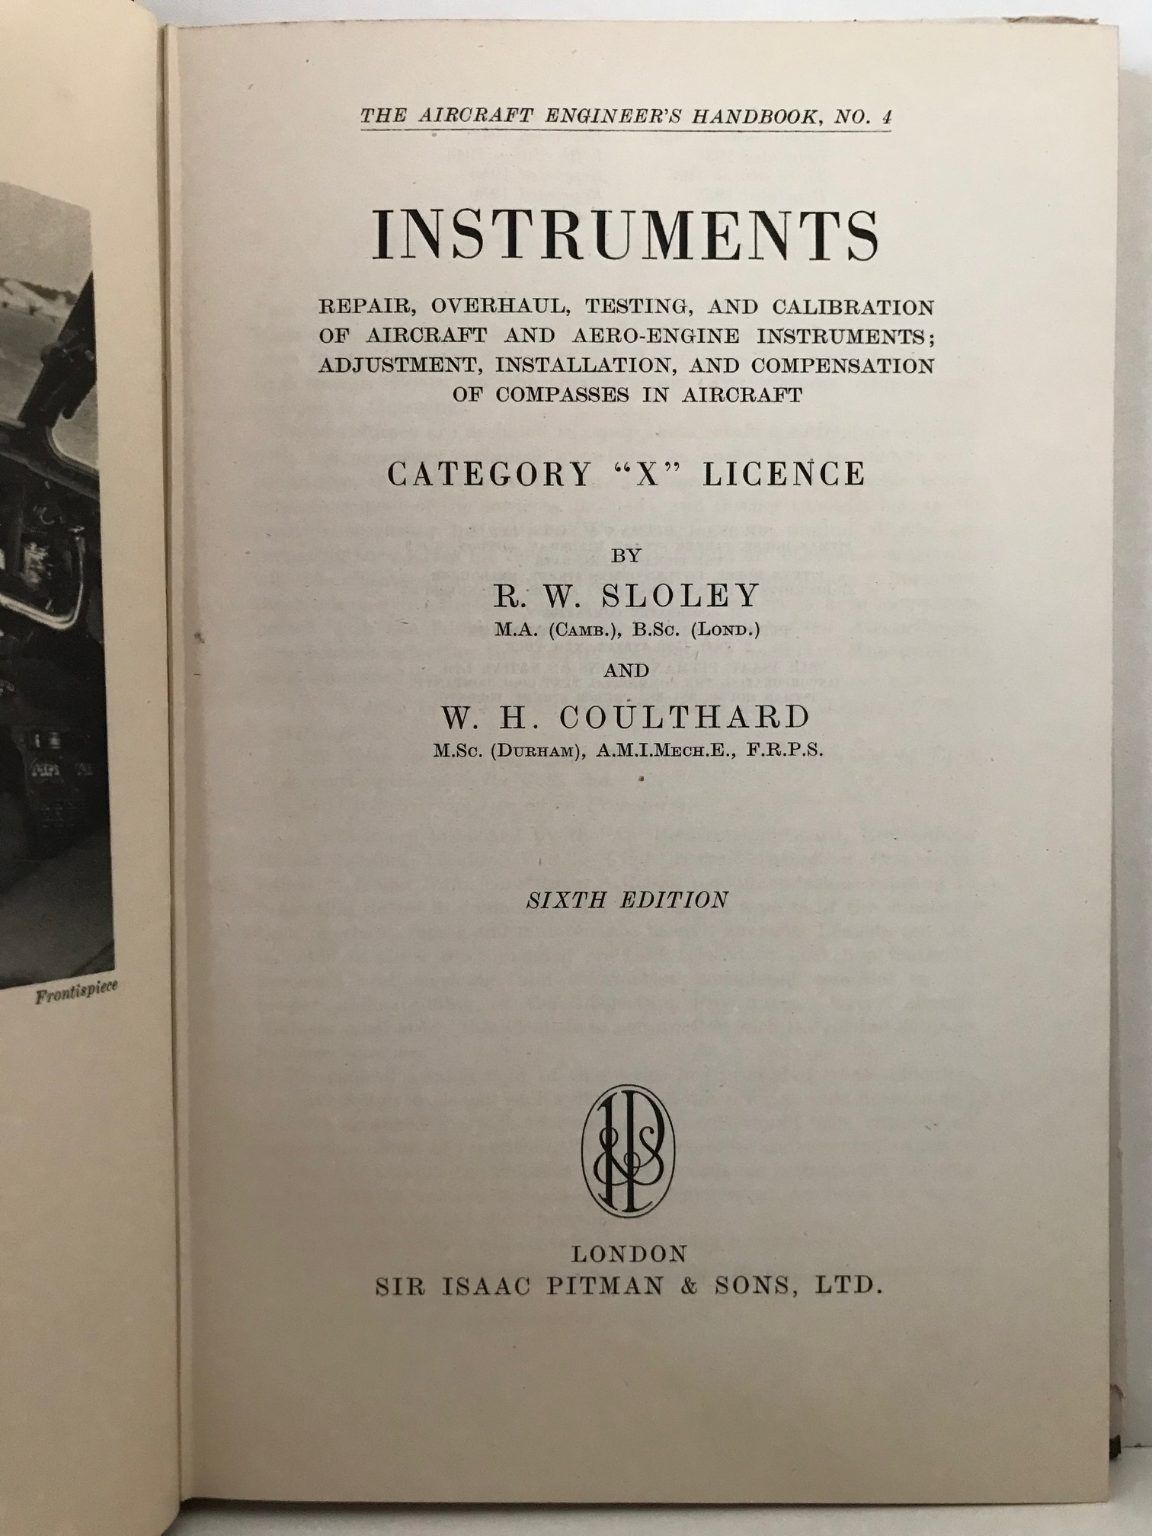 THE AIRCRAFT ENGINEER'S HANDBOOK, NO. 4
INSTRUMENTS
REPAIR, OVERHAUL, TESTING, AND CALIBRATION
OF AIRCRAFT AND AERO-ENGINE INSTRUMENTS;
ADJUSTMENT, INSTALLATION, AND COMPENSATION
OF COMPASSES IN AIRCRAFT
CATEGORY "X" LICENCE
BY
R. W. SLOLEY
M.A. (CAMB.), B.SC. (LOND.)
AND
W. H. COULTHARD
M.SC. (DURHAM), A.M.I.MECH.E., F.R.P.S.
SIXTH EDITION
LONDON
SIR ISAAC PITMAN & SONS, LTD.
Frontispiece